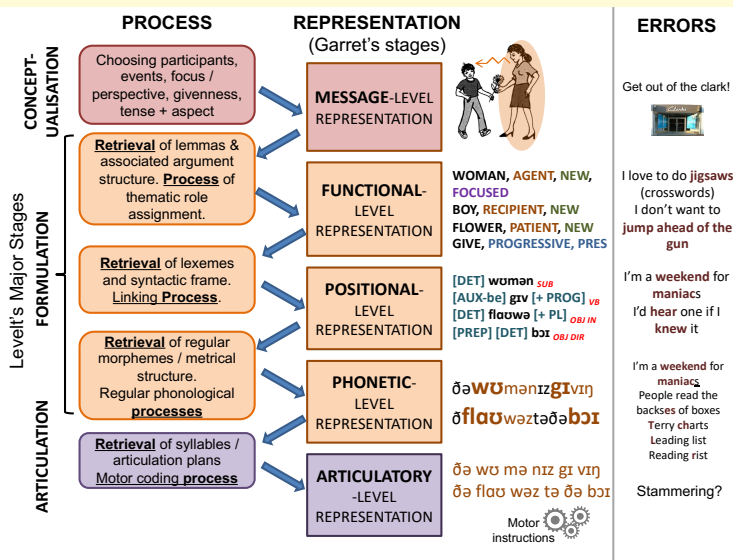 PROCESS
REPRESENTATION
(Garret's stages)
ERRORS
Levelt's Major Stages
CONCEPT-
UALISATION
FORMULATION
ARTICULATION
Choosing participants,
events, focus /
perspective, givenness,
tense + aspect
Retrieval of lemmas &
associated argument
structure. Process of
thematic role
assignment.
Retrieval of lexemes
and syntactic frame.
Linking Process.
Retrieval of regular
morphemes / metrical
structure.
Regular phonological
processes
Retrieval of syllables /
articulation plans
Motor coding process
MESSAGE-LEVEL
REPRESENTATION
FUNCTIONAL-
LEVEL
REPRESENTATION
POSITIONAL-
LEVEL
REPRESENTATION
PHONETIC-
LEVEL
REPRESENTATION
ARTICULATORY
-LEVEL
REPRESENTATION
WOMAN, AGENT, NEW,
FOCUSED
BOY, RECIPIENT, NEW
FLOWER, PATIENT, NEW
GIVE, PROGRESSIVE, PRES
[DET] wʊmən SUB
[AUX-be] gɪv [+ PROG] VB
[DET] flaʊwə [+ PL] OBJ IN
[PREP] [DET] bɔɪ OBJ DIR
ðəwʊmənɪzgɪvɪŋ
ðflaʊwəztəðəbɔɪ
ðə wʊ mə nɪz gɪ vɪŋ
ðə flaʊ wəz tə ðə bɔɪ
Motor
instructions
Get out of the clark!
Clarks
I love to do jigsaws
(crosswords)
I don't want to
jump ahead of the
gun
I'm a weekend for
maniacs
I'd hear one if I
knew it
I'm a weekend for
maniacs
People read the
backses of boxes
Terry charts
Leading list
Reading rist
Stammering?